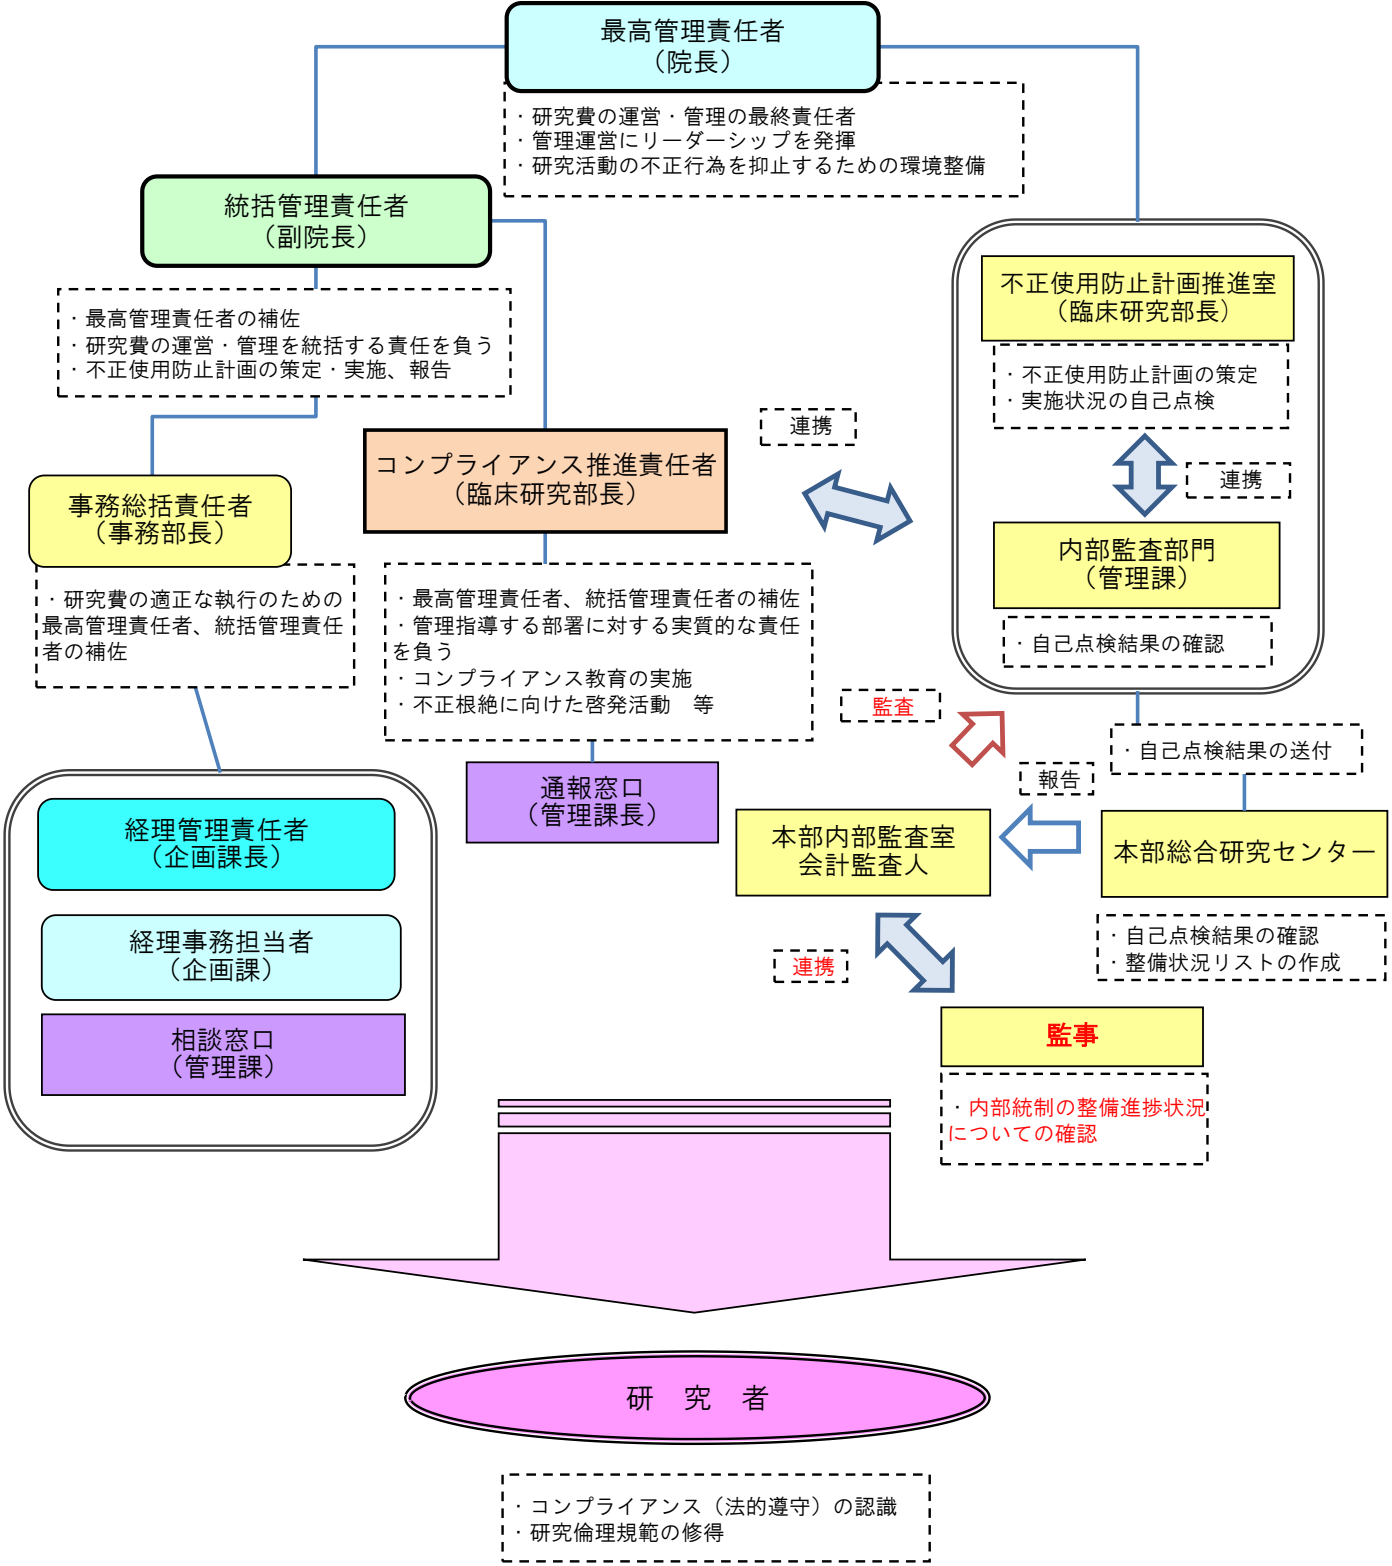 最高管理責任者
（院長）
・研究費の運営・管理の最終責任者
・管理運営にリーダーシップを発揮
・研究活動の不正行為を抑止するための環境整備
統括管理責任者
（副院長）
・最高管理責任者の補佐
・研究費の運営・管理を統括する責任を負う
・不正使用防止計画の策定・実施、報告
不正使用防止計画推進室
（臨床研究部長）
・不正使用防止計画の策定
・実施状況の自己点検
連携
内部監査部門
（管理課）
・自己点検結果の確認
連携
コンプライアンス推進責任者
（臨床研究部長）
事務総括責任者
（事務部長）
・研究費の適正な執行のための
最高管理責任者、統括管理責任
者の補佐
・最高管理責任者、統括管理責任者の補佐
・管理指導する部署に対する実質的な責任
を負う
・コンプライアンス教育の実施
・不正根絶に向けた啓発活動　等
監査
・自己点検結果の送付
報告
通報窓口
（管理課長）
本部内部監査室
会計監査人
本部総合研究センター
・自己点検結果の確認
・整備状況リストの作成
経理管理責任者
（企画課長）
経理事務担当者
（企画課）
相談窓口
（管理課）
連携
監事
・内部統制の整備進捗状況
についての確認
研　究　者
・コンプライアンス（法的遵守）の認識
・研究倫理規範の修得